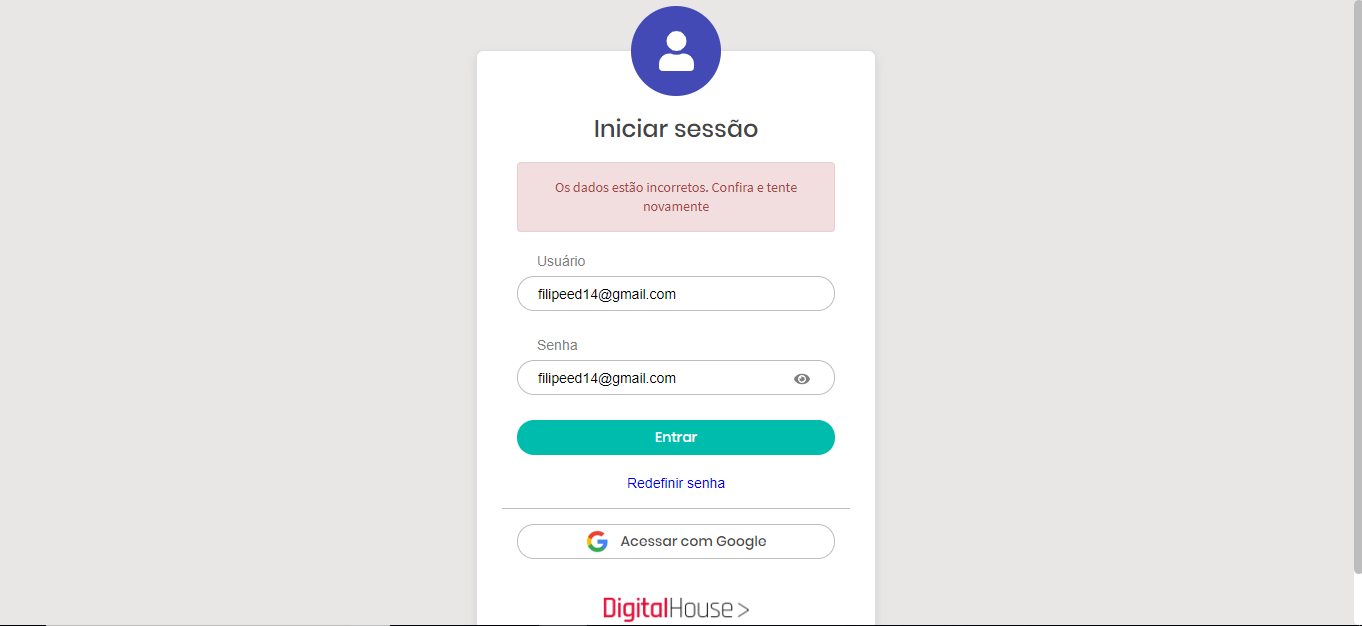 Iniciar sessão
Os dados estão incorretos. Confira e tente
novamente
Usuário
filipeed14@gmail.com
Senha
filipeed14@gmail.com
Entrar
Redefinir senha
Acessar com Google
DigitalHouse>